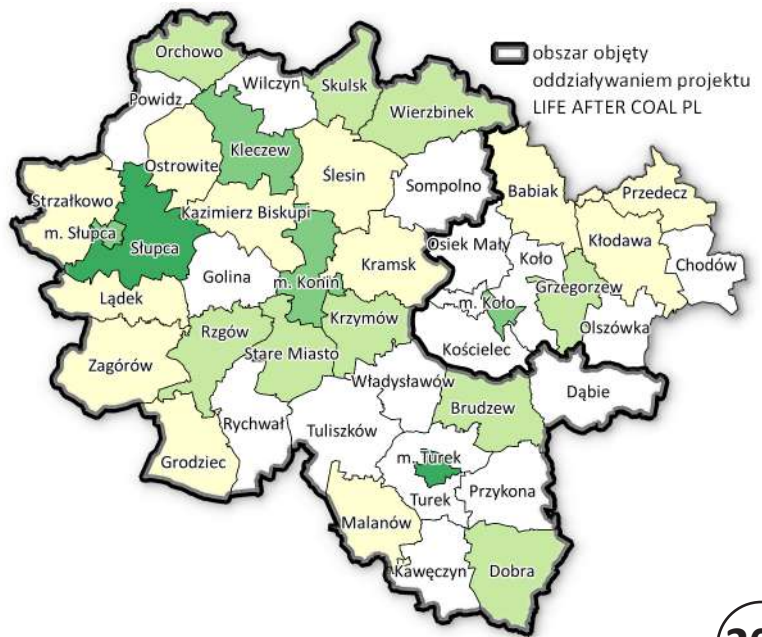 Orchowo
Wilczyn
Powidz
Skulsk
Wierzbinek
obszar objęty
oddziaływaniem projektu
LIFE AFTER COAL PL
Kleczew
Ostrowite
Ślesin
Sompolno
Babiak
Przedecz
Strzałkowo
Kazimierz Biskupi
m. Słupca
Słupca
Golina
m. Konin
Kramsk
Osiek Mały
Koło
Kłodawa
Chodów
Lądek
Grzegorzew
m. Koło
Olszówka
Rzgów
Krzymów
Zagórów
Stare Miasto
Kościelec
Władysławów
Dąbie
Rychwał
Tuliszków
Brudzew
Grodziec
m. Turek
Turek
Przykona
Malanów
Kawęczyn
Dobra